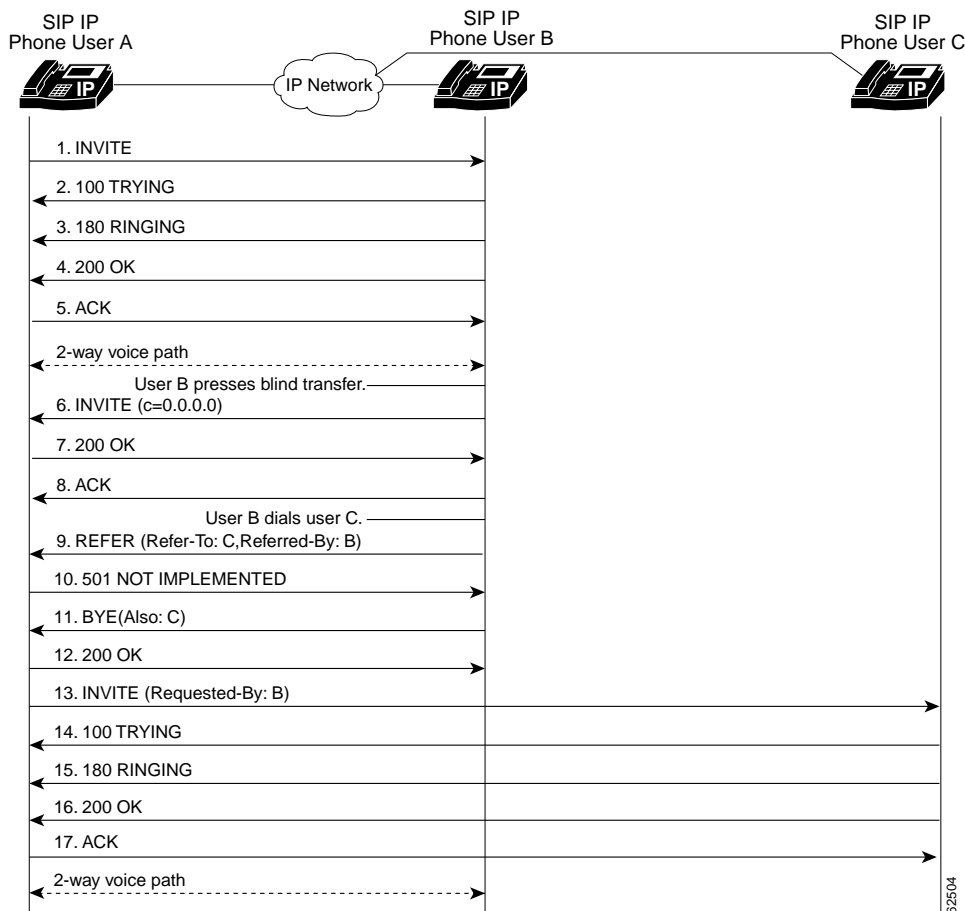 SIP IP
Phone User A
SIP IP
Phone User B
SIP IP
Phone User C
IP
IP Network
IP
IP
1. INVITE
2. 100 TRYING
3. 180 RINGING
4. 200 OK
5. ACK
2-way voice path
User B presses blind transfer.
6. INVITE (c=0.0.0.0)
7. 200 OK
8. ACK
User B dials user C.
9. REFER (Refer-To: C,Referred-By: B)
10. 501 NOT IMPLEMENTED
11. BYE(Also: C)
12. 200 OK
13. INVITE (Requested-By: B)
14. 100 TRYING
15. 180 RINGING
16. 200 OK
17. ACK
2-way voice path
62504